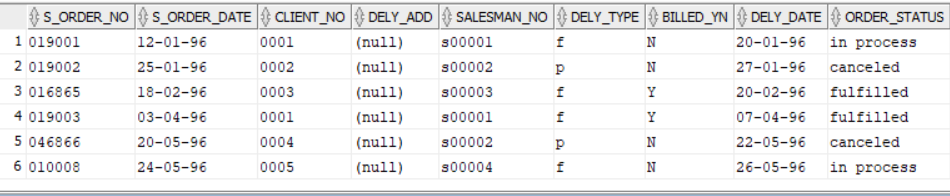 S_ORDER_NO S_ORDER_DATE CLIENT_NO DELY_ADD SALESMAN_NO DELY_TYPE BILLED_YN DELY_DATE ORDER_STATUS
1 019001 12-01-96 0001 (null) s00001 f N 20-01-96 in process
2 019002 25-01-96 0002 (null) s00002 p N 27-01-96 canceled
3 016865 18-02-96 0003 (null) s00003 f Y 20-02-96 fulfilled
4 019003 03-04-96 0001 (null) s00001 f Y 07-04-96 fulfilled
5 046866 20-05-96 0004 (null) s00002 p N 22-05-96 canceled
6 010008 24-05-96 0005 (null) s00004 f N 26-05-96 in process